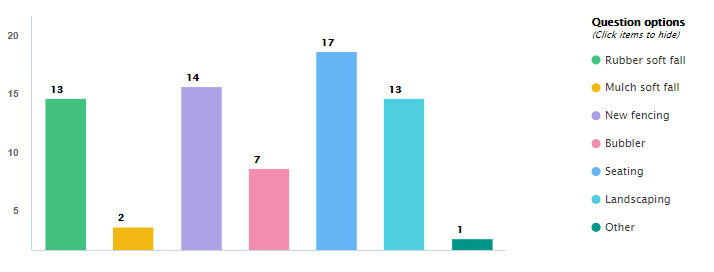 20
15
10
5
13
2
14
7
17
13
1
Question options
(Click items to hide)
Rubber soft fall
Mulch soft fall
New fencing
Bubbler
Seating
Landscaping
Other